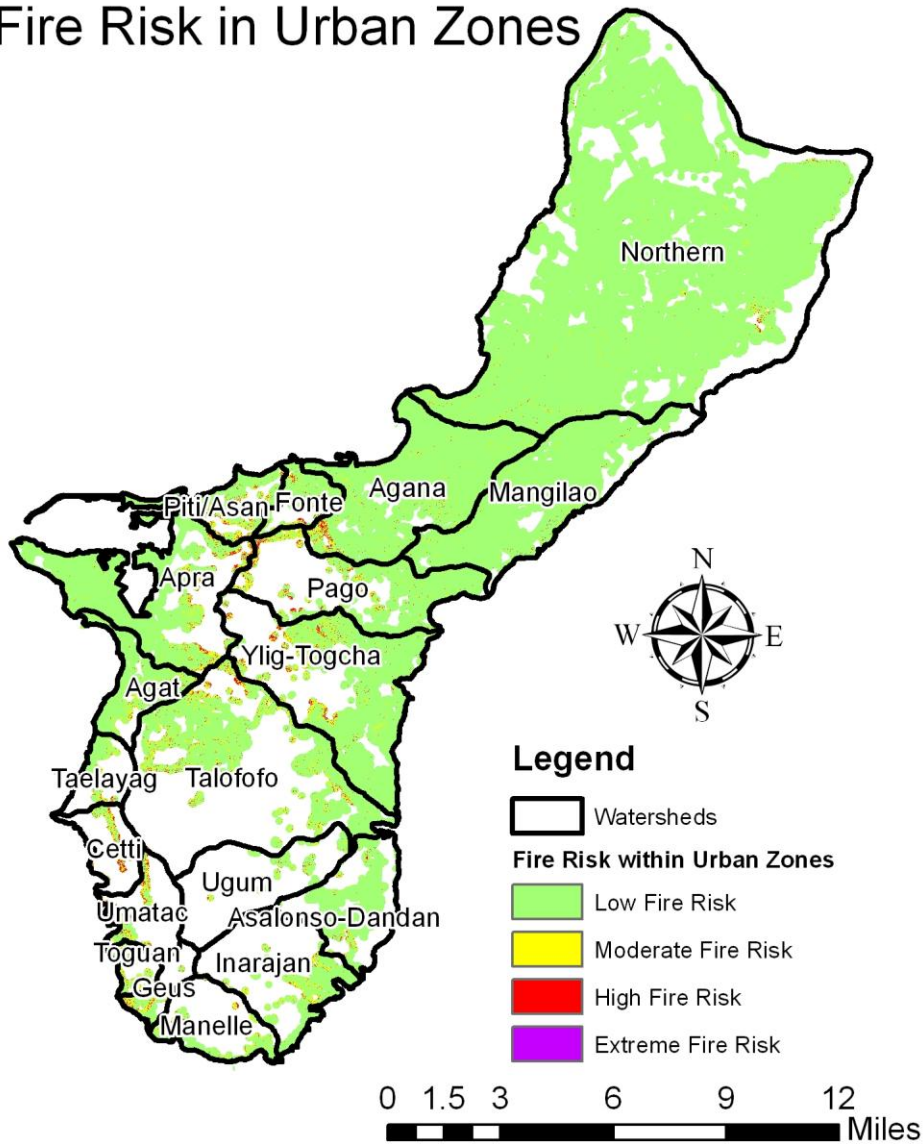 Fire Risk in Urban Zones
Northern
Agana
Mangilao
Piti/Asan
Fonte
Apra
Pago
Ylig-Togcha
Agat
Taelayag
Talofofo
Cetti
Ugum
Umatac
Asalonso-Dandan
Toguan
Inarajan
Geus
Manelle
N
W
E
S
Legend
Watersheds
Fire Risk within Urban Zones
Low Fire Risk
Moderate Fire Risk
High Fire Risk
Extreme Fire Risk
0 1.5 3 6 9 12
Miles